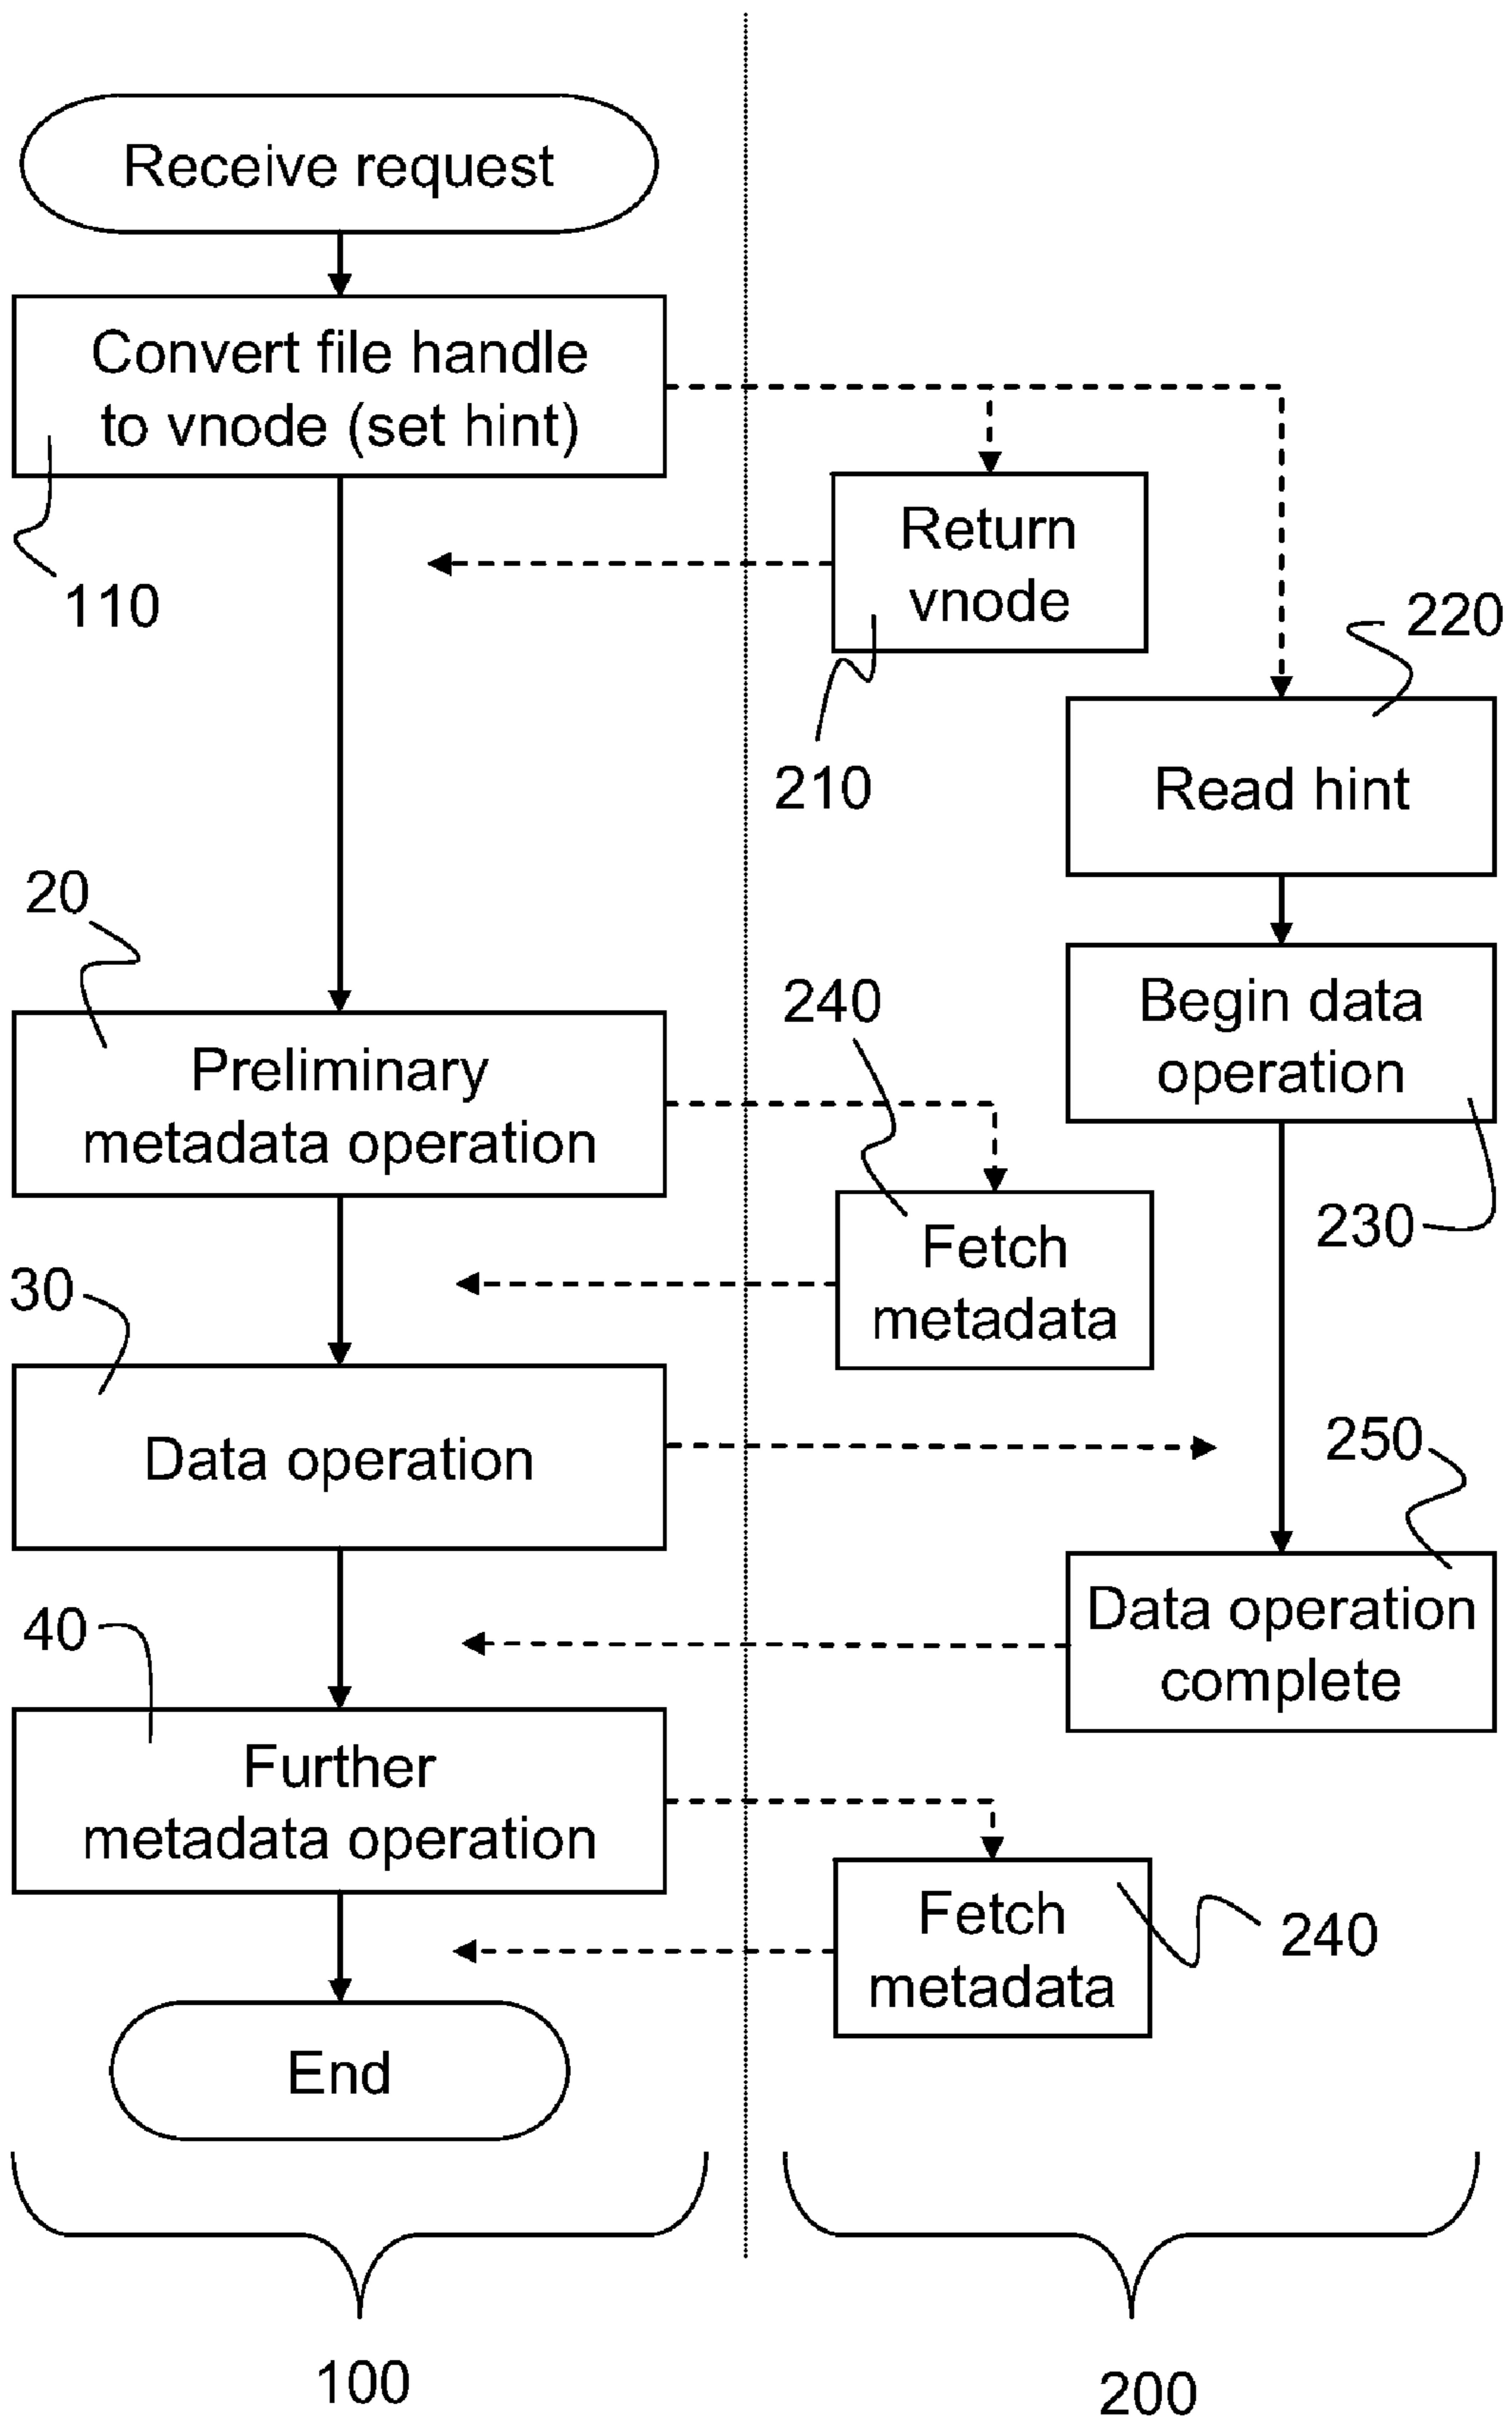 Receive request
Convert file handle
to vnode (set hint)
110
Return
vnode
210
220
Read hint
20
Preliminary
metadata operation
240
Fetch
metadata
Begin data
operation
230
30
Data operation
250
Data operation
complete
40
Further
metadata operation
Fetch
metadata
240
End
100
200